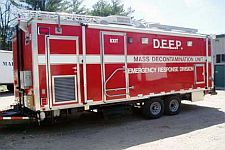 EXIT
D.E.E.P.
MASS DECONTAMINATION UNIT
EMERGENCY RESPONSE DIVISION